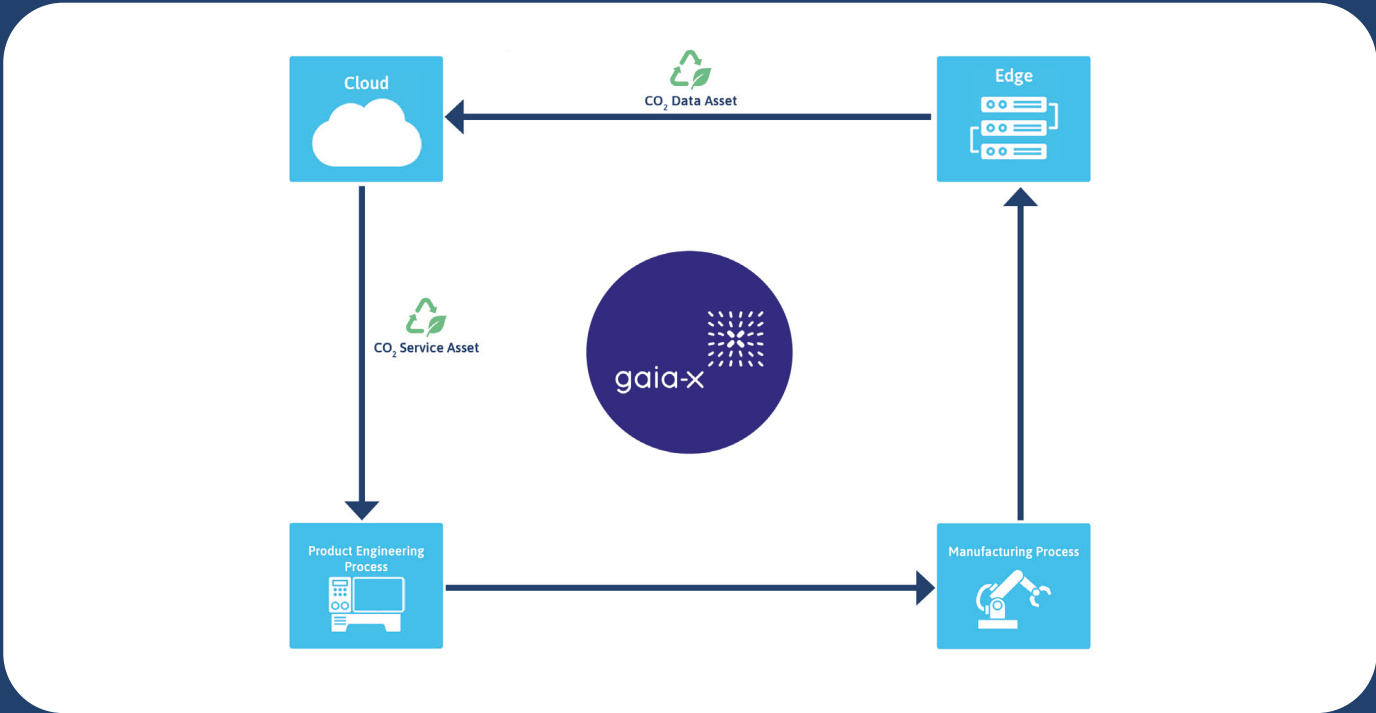 Cloud
CO₂ Data Asset
Edge
CO₂ Service Asset
gaia-x
Product Engineering
Process
Manufacturing Process